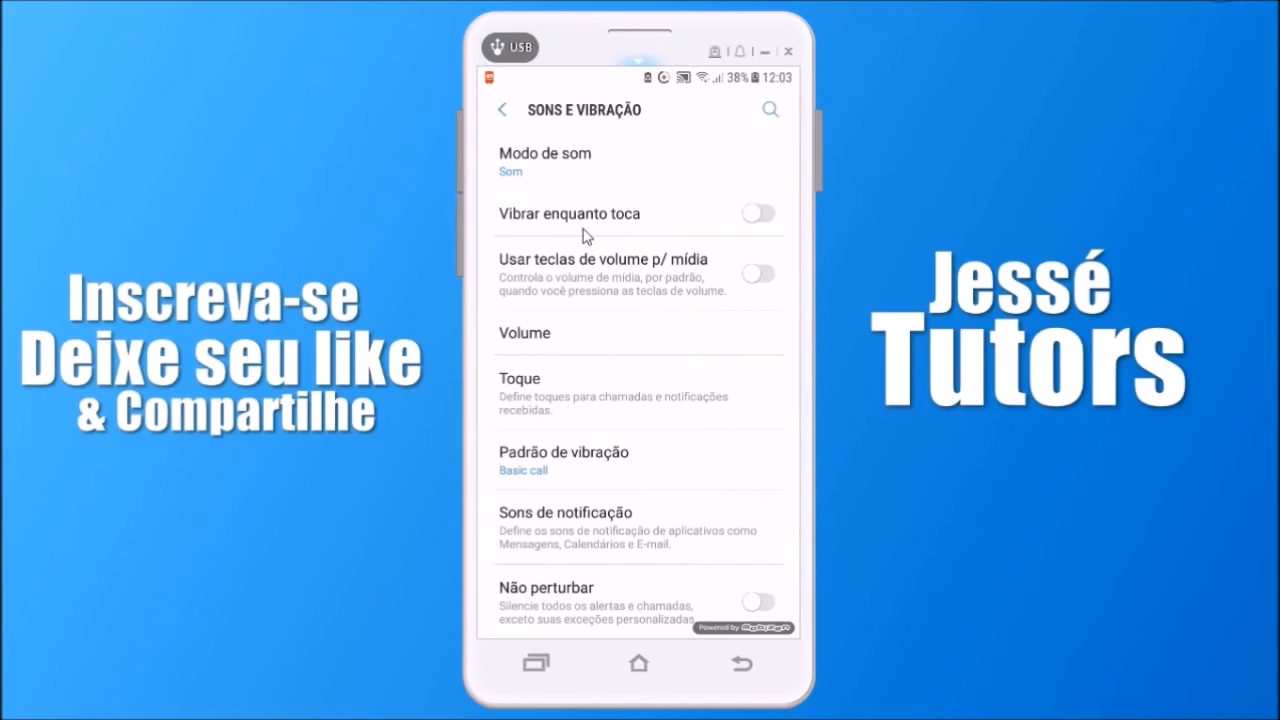 Inscreva-se
Deixe seu like
& Compartilhe
USB
38% 12:03
SONS E VIBRAÇÃO
Modo de som
Som
Vibrar enquanto toca
Usar teclas de volume p/ mídia
Controla o volume de mídia, por padrão,
quando você pressiona as teclas de volume.
Volume
Toque
Define toques para chamadas e notificações
recebidas.
Padrão de vibração
Basic call
Sons de notificação
Define os sons de notificação de aplicativos como
Mensagens, Calendários e E-mail.
Não perturbar
Silencie todos os alertas e chamadas,
exceto suas exceções personalizadas.
Powered by mobizen
Jessé
Tutors